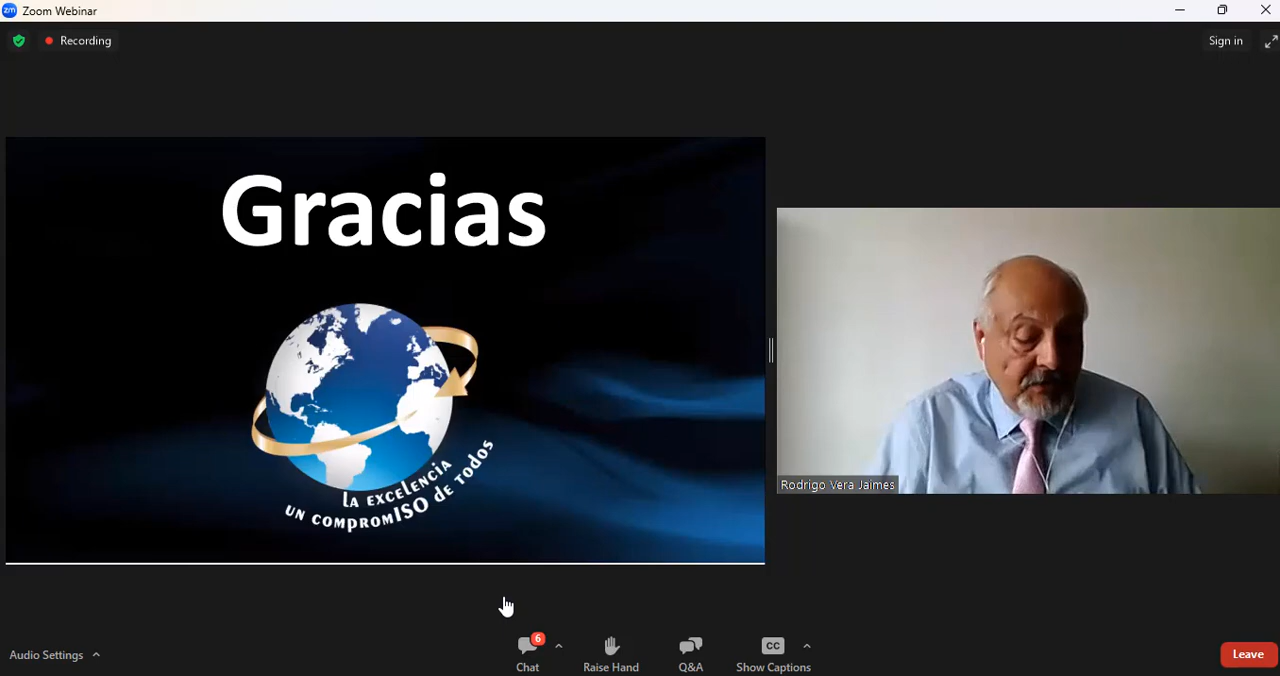 zm Zoom Webinar
Recording
Sign in
Gracias
La excelencia
un compromISO de todos
Rodrigo Vera Jaimes
Audio Settings
6
Chat
Raise Hand
Q&A
CC
Show Captions
Leave